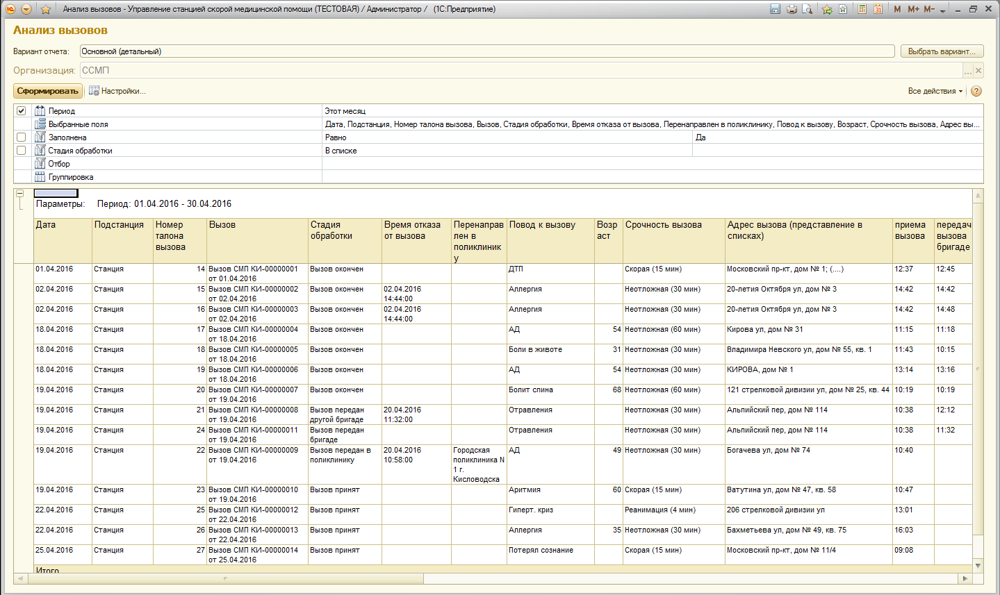 Анализ вызовов - Управление станцией скорой медицинской помощи (ТЕСТОВАЯ) / Администратор / (1С:Предприятие)
M M+ M-
Анализ вызовов
Вариант отчета: Основной (детальный) Выбрать вариант...
Организация: ССМП ...
Сформировать Настройки... Все действия ?
Период Этот месяц
Выбранные поля Дата, Подстанция, Номер талона вызова, Вызов, Стадия обработки, Время отказа от вызова, Перенаправлен в поликлинику, Повод к вызову, Возраст, Срочность вызова, Адрес вы...
Заполнена Равно Да
Стадия обработки В списке
Отбор
Группировка
Параметры: Период: 01.04.2016 - 30.04.2016
Дата Подстанция Номер Вызов Стадия Время отказа Перенаправ Повод к вызову Возр Срочность вызова Адрес вызова (представление в приема передачи
талона обработки от вызова лен в аст списках) вызова вызова
вызова поликлиник бригаде
у
01.04.2016 Станция 14 Вызов СМП КИ-00000001 Вызов окончен ДТП Скорая (15 мин) Московский пр-кт, дом № 1; (....) 12:37 12:45
от 01.04.2016
02.04.2016 Станция 15 Вызов СМП КИ-00000002 Вызов окончен 02.04.2016 Аллергия Неотложная (30 мин) 20-летия Октября ул, дом № 3 14:42 14:42
от 02.04.2016 14:44:00
02.04.2016 Станция 16 Вызов СМП КИ-00000003 Вызов окончен 02.04.2016 Аллергия Неотложная (30 мин) 20-летия Октября ул, дом № 3 14:42 14:48
от 02.04.2016 14:44:00
18.04.2016 Станция 17 Вызов СМП КИ-00000004 Вызов окончен АД 54 Неотложная (60 мин) Кирова ул, дом № 31 11:15 11:18
от 18.04.2016
18.04.2016 Станция 18 Вызов СМП КИ-00000005 Вызов окончен Боли в животе 31 Неотложная (30 мин) Владимира Невского ул, дом № 55, кв. 1 11:43 10:15
от 18.04.2016
18.04.2016 Станция 19 Вызов СМП КИ-00000006 Вызов окончен АД 54 Неотложная (30 мин) КИРОВА, дом № 1 13:14 13:16
от 18.04.2016
19.04.2016 Станция 20 Вызов СМП КИ-00000007 Вызов окончен Болит спина 68 Неотложная (60 мин) 121 стрелковой дивизии ул, дом № 25, кв. 44 10:19 10:19
от 19.04.2016
19.04.2016 Станция 21 Вызов СМП КИ-00000008 Вызов передан 20.04.2016 Отравления Неотложная (30 мин) Альпийский пер, дом № 114 10:38 12:12
от 19.04.2016 другой бригаде 11:32:00
19.04.2016 Станция 24 Вызов СМП КИ-00000011 Вызов передан Отравления Неотложная (30 мин) Альпийский пер, дом № 114 10:38 11:32
от 19.04.2016 бригаде
19.04.2016 Станция 22 Вызов СМП КИ-00000009 Вызов передан в 20.04.2016 Городская АД 49 Неотложная (30 мин) Богачева ул, дом № 74 10:40
от 19.04.2016 поликлинику 10:58:00 поликлиника N
1 г.
Кисловодска
19.04.2016 Станция 23 Вызов СМП КИ-00000010 Вызов принят Аритмия 60 Скорая (15 мин) Ватутина ул, дом № 47, кв. 58 10:47
от 19.04.2016
22.04.2016 Станция 25 Вызов СМП КИ-00000012 Вызов принят Гиперт. криз Реанимация (4 мин) 206 стрелковой дивизии ул 13:01
от 22.04.2016
22.04.2016 Станция 26 Вызов СМП КИ-00000013 Вызов принят Аллергия 35 Неотложная (30 мин) Бахметьева ул, дом № 49, кв. 75 16:03
от 22.04.2016
25.04.2016 Станция 27 Вызов СМП КИ-00000014 Вызов принят Потерял сознание Скорая (15 мин) Московский пр-кт, дом № 11/4 09:08
от 25.04.2016
Итого